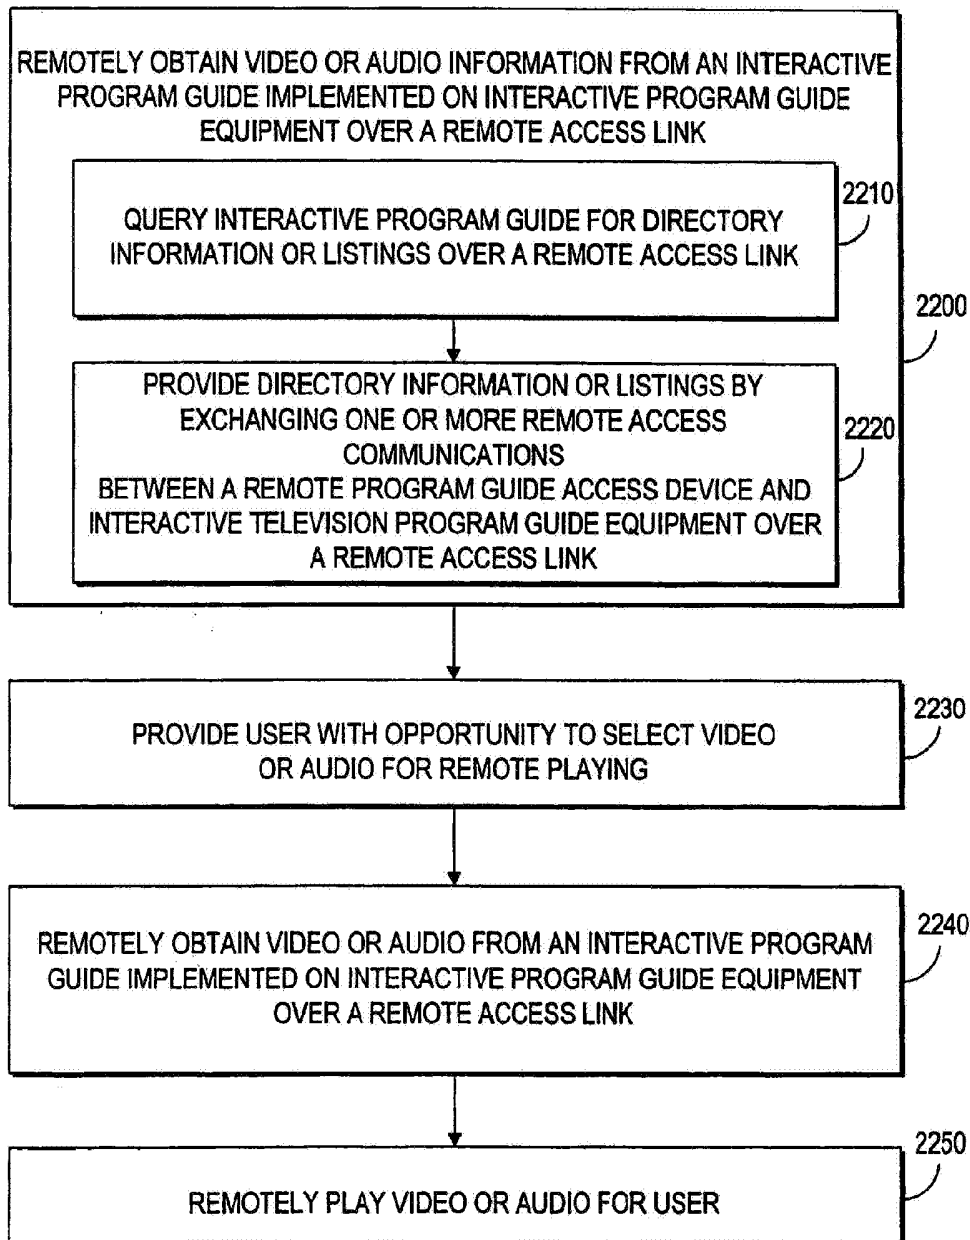 REMOTELY OBTAIN VIDEO OR AUDIO INFORMATION FROM AN INTERACTIVE
PROGRAM GUIDE IMPLEMENTED ON INTERACTIVE PROGRAM GUIDE
EQUIPMENT OVER A REMOTE ACCESS LINK
2210
QUERY INTERACTIVE PROGRAM GUIDE FOR DIRECTORY
INFORMATION OR LISTINGS OVER A REMOTE ACCESS LINK
2200
PROVIDE DIRECTORY INFORMATION OR LISTINGS BY
EXCHANGING ONE OR MORE REMOTE ACCESS
COMMUNICATIONS
BETWEEN A REMOTE PROGRAM GUIDE ACCESS DEVICE AND
INTERACTIVE TELEVISION PROGRAM GUIDE EQUIPMENT OVER
A REMOTE ACCESS LINK
2220
PROVIDE USER WITH OPPORTUNITY TO SELECT VIDEO
OR AUDIO FOR REMOTE PLAYING
2230
REMOTELY OBTAIN VIDEO OR AUDIO FROM AN INTERACTIVE PROGRAM
GUIDE IMPLEMENTED ON INTERACTIVE PROGRAM GUIDE EQUIPMENT
OVER A REMOTE ACCESS LINK
2240
REMOTELY PLAY VIDEO OR AUDIO FOR USER
2250